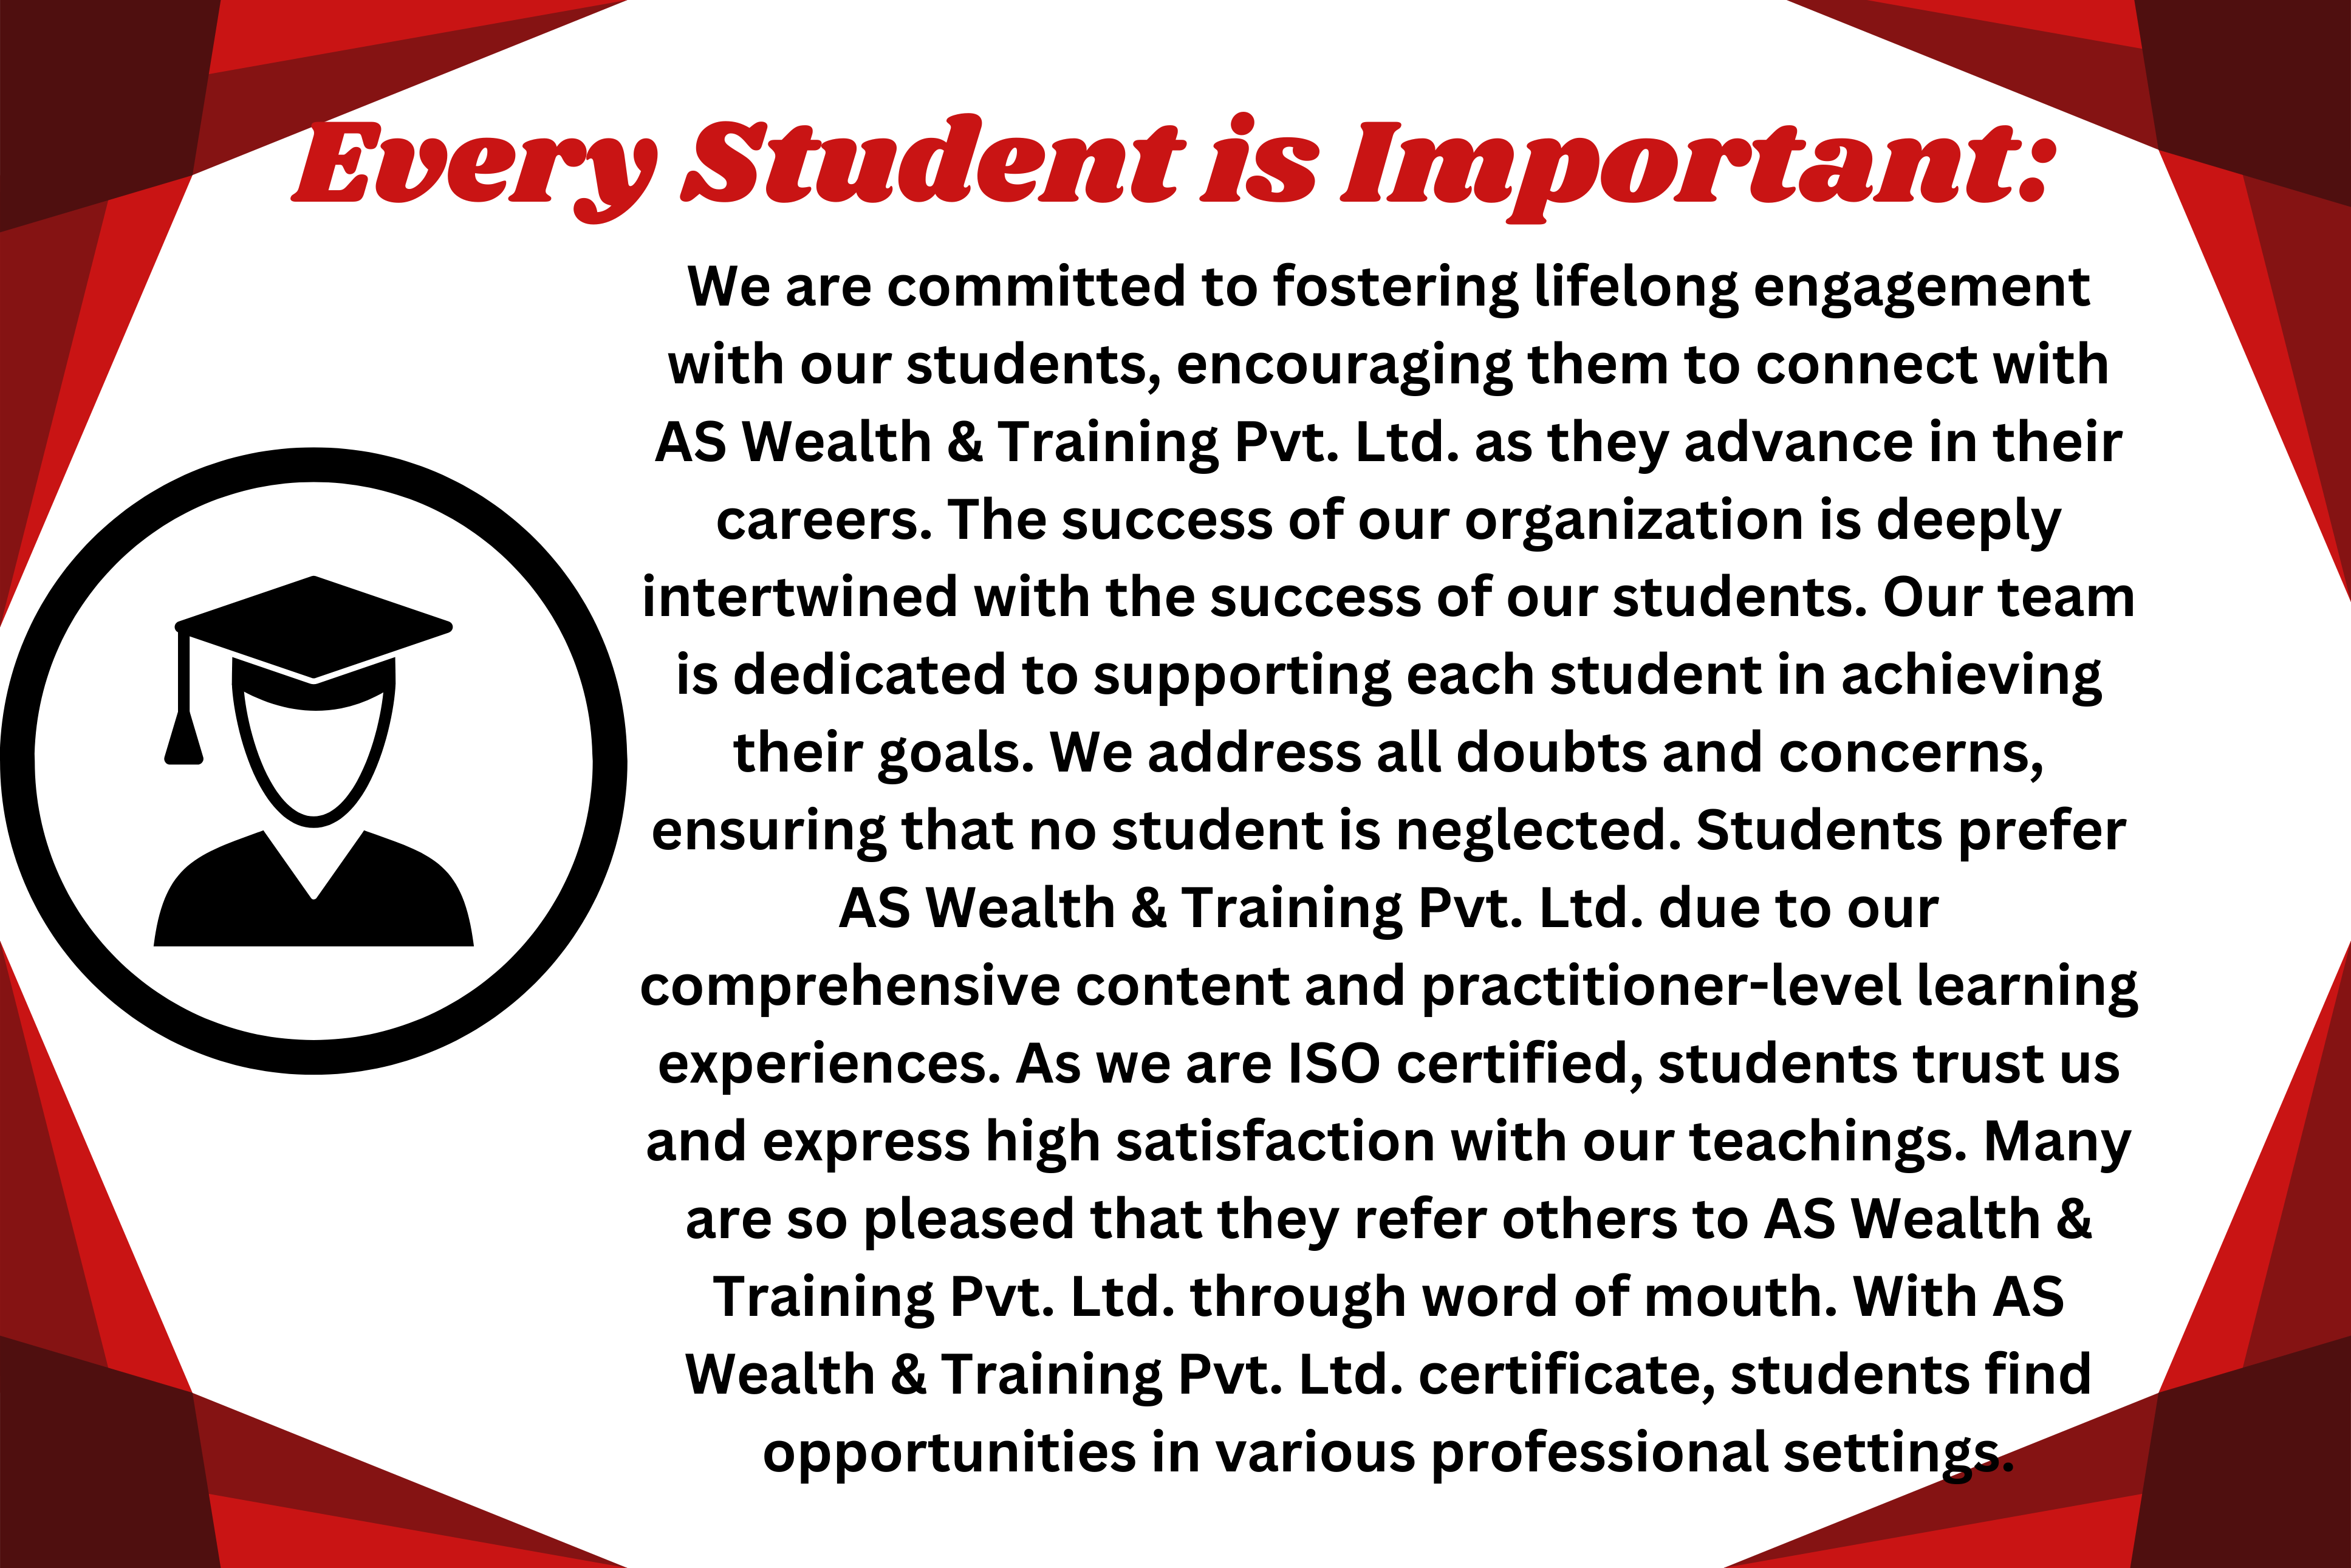 Every Student is Important:
We are committed to fostering lifelong engagement
with our students, encouraging them to connect with
AS Wealth & Training Pvt. Ltd. as they advance in their
careers. The success of our organization is deeply
intertwined with the success of our students. Our team
is dedicated to supporting each student in achieving
their goals. We address all doubts and concerns,
ensuring that no student is neglected. Students prefer
AS Wealth & Training Pvt. Ltd. due to our
comprehensive content and practitioner-level learning
experiences. As we are ISO certified, students trust us
and express high satisfaction with our teachings. Many
are so pleased that they refer others to AS Wealth &
Training Pvt. Ltd. through word of mouth. With AS
Wealth & Training Pvt. Ltd. certificate, students find
opportunities in various professional settings.